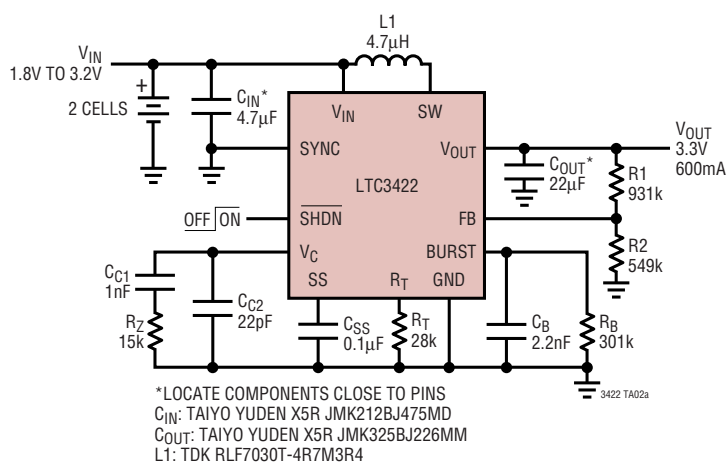 L1
4.7µH
VIN
1.8V TO 3.2V
+
2 CELLS
CIN*
4.7µF
VIN
SW
SYNC
VOUT
LTC3422
COUT*
22µF
VOUT
3.3V
600mA
R1
931k
OFF ON
SHDN
FB
R2
549k
VC
BURST
SS
RT
GND
CC1
1nF
RZ
15k
CC2
22pF
CSS
0.1µF
RT
28k
CB
2.2nF
RB
301k
3422 TA02a
*LOCATE COMPONENTS CLOSE TO PINS
CIN: TAIYO YUDEN X5R JMK212BJ475MD
COUT: TAIYO YUDEN X5R JMK325BJ226MM
L1: TDK RLF7030T-4R7M3R4